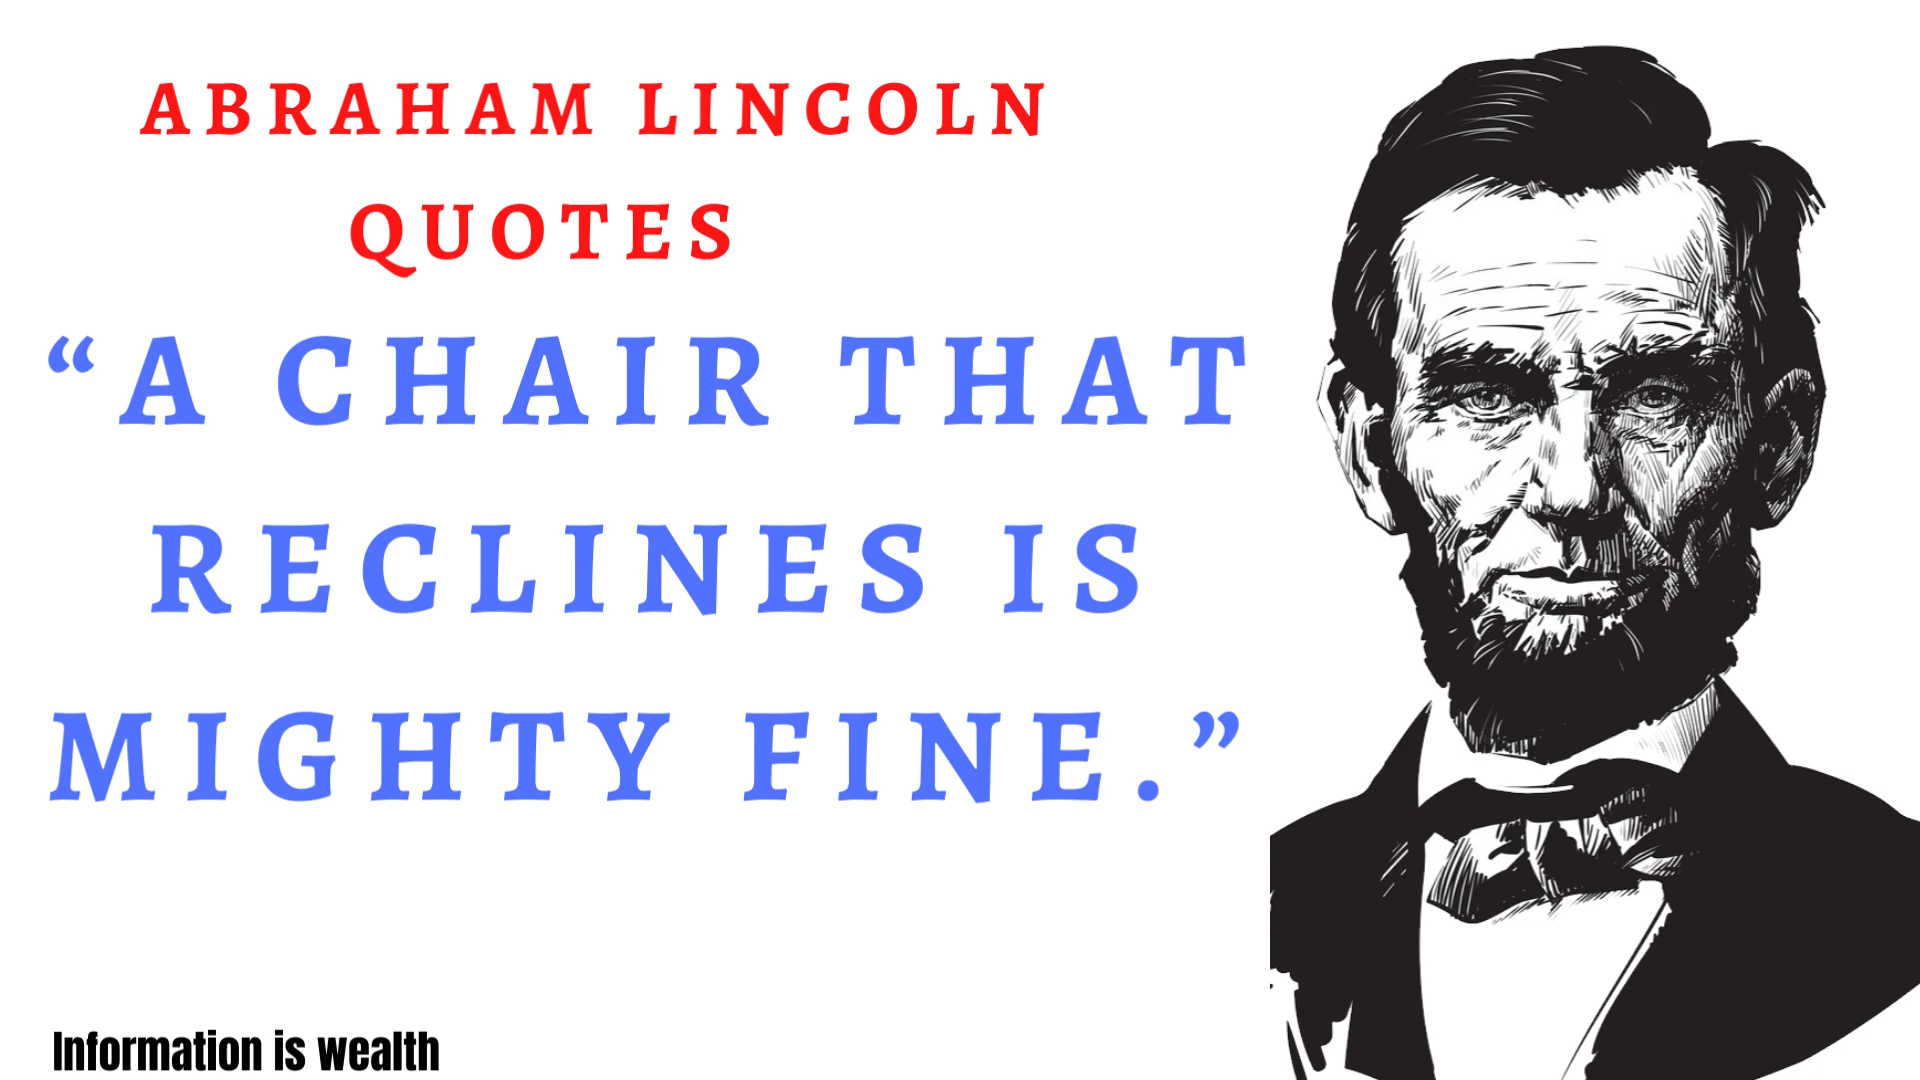 ABRAHAM LINCOLN
QUOTES
“A CHAIR THAT
RECLINES IS
MIGHTY FINE.”
Information is wealth